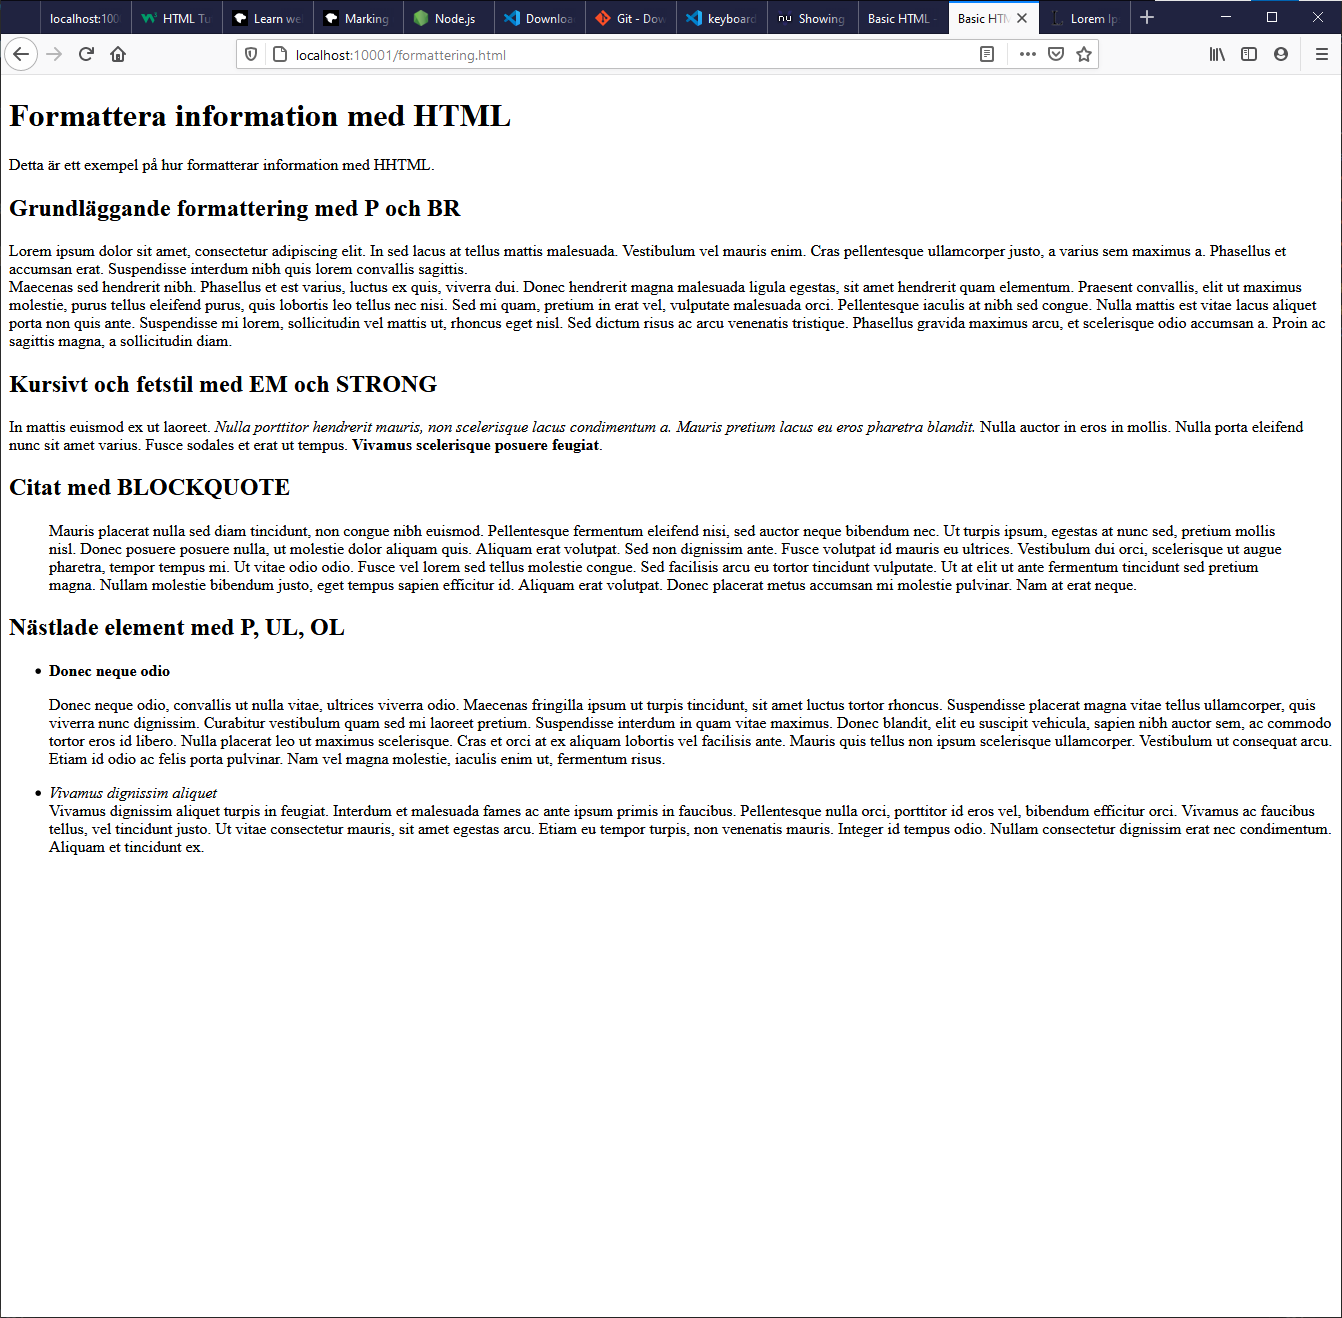 localhost:100
HTML Tu
Learn we
Marking
Node.js
Downloa
Git - Dow
keyboard
nu Showing
Basic HTML -
Basic HTM
Lorem Ip
localhost:10001/formattering.html
Formattera information med HTML
Detta är ett exempel på hur formatterar information med HHTML.
Grundläggande formattering med P och BR
Lorem ipsum dolor sit amet, consectetur adipiscing elit. In sed lacus at tellus mattis malesuada. Vestibulum vel mauris enim. Cras pellentesque ullamcorper justo, a varius sem maximus a. Phasellus et
accumsan erat. Suspendisse interdum nibh quis lorem convallis sagittis.
Maecenas sed hendrerit nibh. Phasellus et est varius, luctus ex quis, viverra dui. Donec hendrerit magna malesuada ligula egestas, sit amet hendrerit quam elementum. Praesent convallis, elit ut maximus
molestie, purus tellus eleifend purus, quis lobortis leo tellus nec nisi. Sed mi quam, pretium in erat vel, vulputate malesuada orci. Pellentesque iaculis at nibh sed congue. Nulla mattis est vitae lacus aliquet
porta non quis ante. Suspendisse mi lorem, sollicitudin vel mattis ut, rhoncus eget nisl. Sed dictum risus ac arcu venenatis tristique. Phasellus gravida maximus arcu, et scelerisque odio accumsan a. Proin ac
sagittis magna, a sollicitudin diam.
Kursivt och fetstil med EM och STRONG
In mattis euismod ex ut laoreet. Nulla porttitor hendrerit mauris, non scelerisque lacus condimentum a. Mauris pretium lacus eu eros pharetra blandit. Nulla auctor in eros in mollis. Nulla porta eleifend
nunc sit amet varius. Fusce sodales et erat ut tempus. Vivamus scelerisque posuere feugiat.
Citat med BLOCKQUOTE
Mauris placerat nulla sed diam tincidunt, non congue nibh euismod. Pellentesque fermentum eleifend nisi, sed auctor neque bibendum nec. Ut turpis ipsum, egestas at nunc sed, pretium mollis
nisl. Donec posuere posuere nulla, ut molestie dolor aliquam quis. Aliquam erat volutpat. Sed non dignissim ante. Fusce volutpat id mauris eu ultrices. Vestibulum dui orci, scelerisque ut augue
pharetra, tempor tempus mi. Ut vitae odio odio. Fusce vel lorem sed tellus molestie congue. Sed facilisis arcu eu tortor tincidunt vulputate. Ut at elit ut ante fermentum tincidunt sed pretium
magna. Nullam molestie bibendum justo, eget tempus sapien efficitur id. Aliquam erat volutpat. Donec placerat metus accumsan mi molestie pulvinar. Nam at erat neque.
Nästlade element med P, UL, OL
• Donec neque odio
Donec neque odio, convallis ut nulla vitae, ultrices viverra odio. Maecenas fringilla ipsum ut turpis tincidunt, sit amet luctus tortor rhoncus. Suspendisse placerat magna vitae tellus ullamcorper, quis
viverra nunc dignissim. Curabitur vestibulum quam sed mi laoreet pretium. Suspendisse interdum in quam vitae maximus. Donec blandit, elit eu suscipit vehicula, sapien nibh auctor sem, ac commodo
tortor eros id libero. Nulla placerat leo ut maximus scelerisque. Cras et orci at ex aliquam lobortis vel facilisis ante. Mauris quis tellus non ipsum scelerisque ullamcorper. Vestibulum ut consequat arcu.
Etiam id odio ac felis porta pulvinar. Nam vel magna molestie, iaculis enim ut, fermentum risus.
• Vivamus dignissim aliquet
Vivamus dignissim aliquet turpis in feugiat. Interdum et malesuada fames ac ante ipsum primis in faucibus. Pellentesque nulla orci, porttitor id eros vel, bibendum efficitur orci. Vivamus ac faucibus
tellus, vel tincidunt justo. Ut vitae consectetur mauris, sit amet egestas arcu. Etiam eu tempor turpis, non venenatis mauris. Integer id tempus odio. Nullam consectetur dignissim erat nec condimentum.
Aliquam et tincidunt ex.